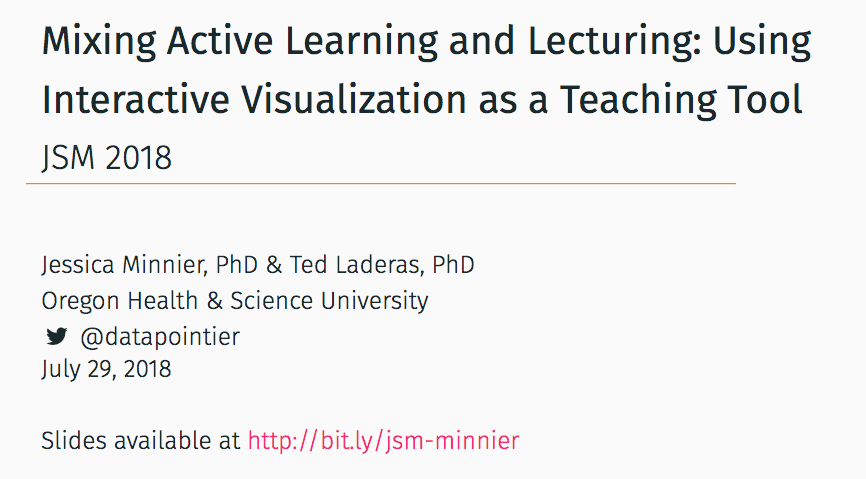 Mixing Active Learning and Lecturing: Using
Interactive Visualization as a Teaching Tool
JSM 2018
Jessica Minnier, PhD & Ted Laderas, PhD
Oregon Health & Science University
@datapointier
July 29, 2018
Slides available at http://bit.ly/jsm-minnier